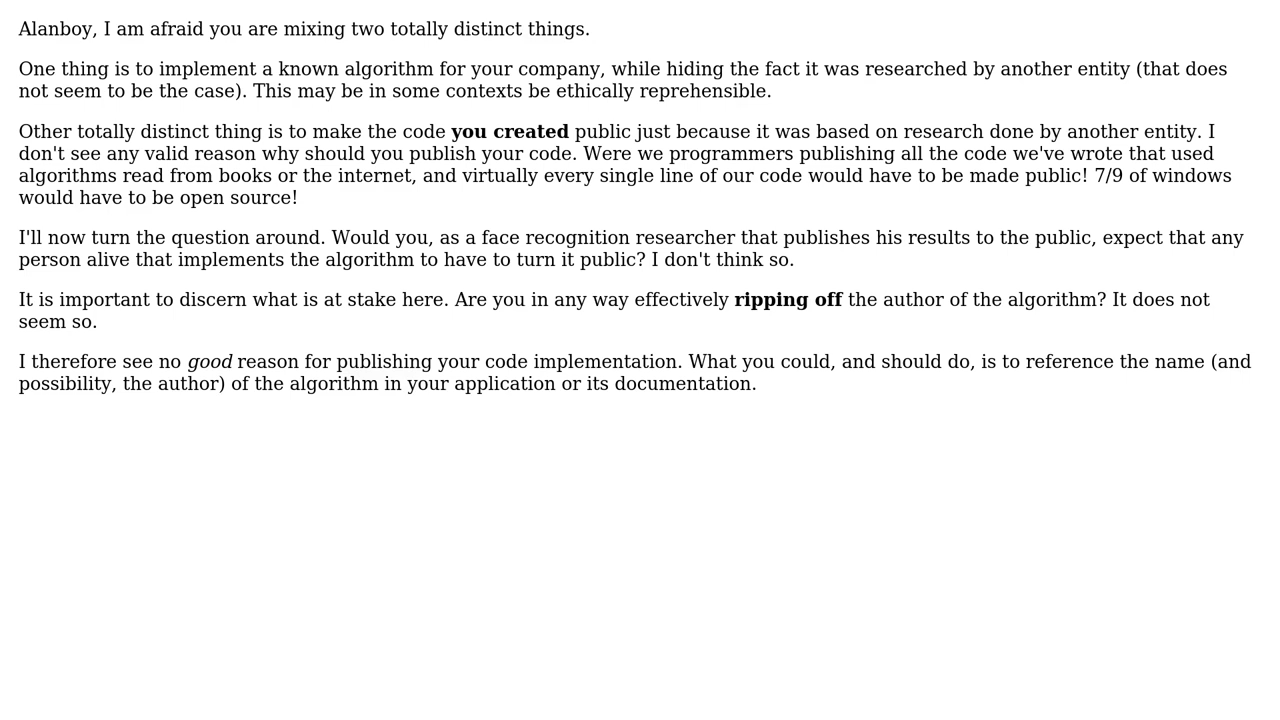 Alanboy, I am afraid you are mixing two totally distinct things.
One thing is to implement a known algorithm for your company, while hiding the fact it was researched by another entity (that does
not seem to be the case). This may be in some contexts be ethically reprehensible.
Other totally distinct thing is to make the code you created public just because it was based on research done by another entity. I
don't see any valid reason why should you publish your code. Were we programmers publishing all the code we've wrote that used
algorithms read from books or the internet, and virtually every single line of our code would have to be made public! 7/9 of windows
would have to be open source!
I'll now turn the question around. Would you, as a face recognition researcher that publishes his results to the public, expect that any
person alive that implements the algorithm to have to turn it public? I don't think so.
It is important to discern what is at stake here. Are you in any way effectively ripping off the author of the algorithm? It does not
seem so.
I therefore see no good reason for publishing your code implementation. What you could, and should do, is to reference the name (and
possibility, the author) of the algorithm in your application or its documentation.